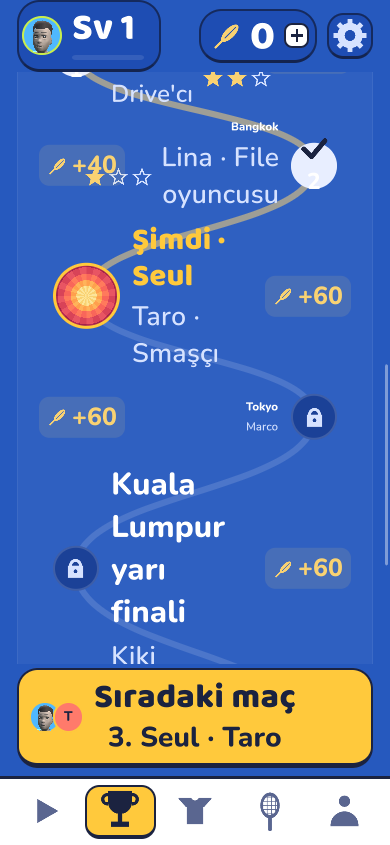 Sv 1
0
Drive'cı
Bangkok
+40
Lina · File
oyuncusu
2
Şimdi ·
Seul
+60
Taro ·
Smaşçı
+60
Tokyo
Marco
Kuala
Lumpur
yarı
finali
+60
Kiki
Sıradaki maç
T
3. Seul · Taro